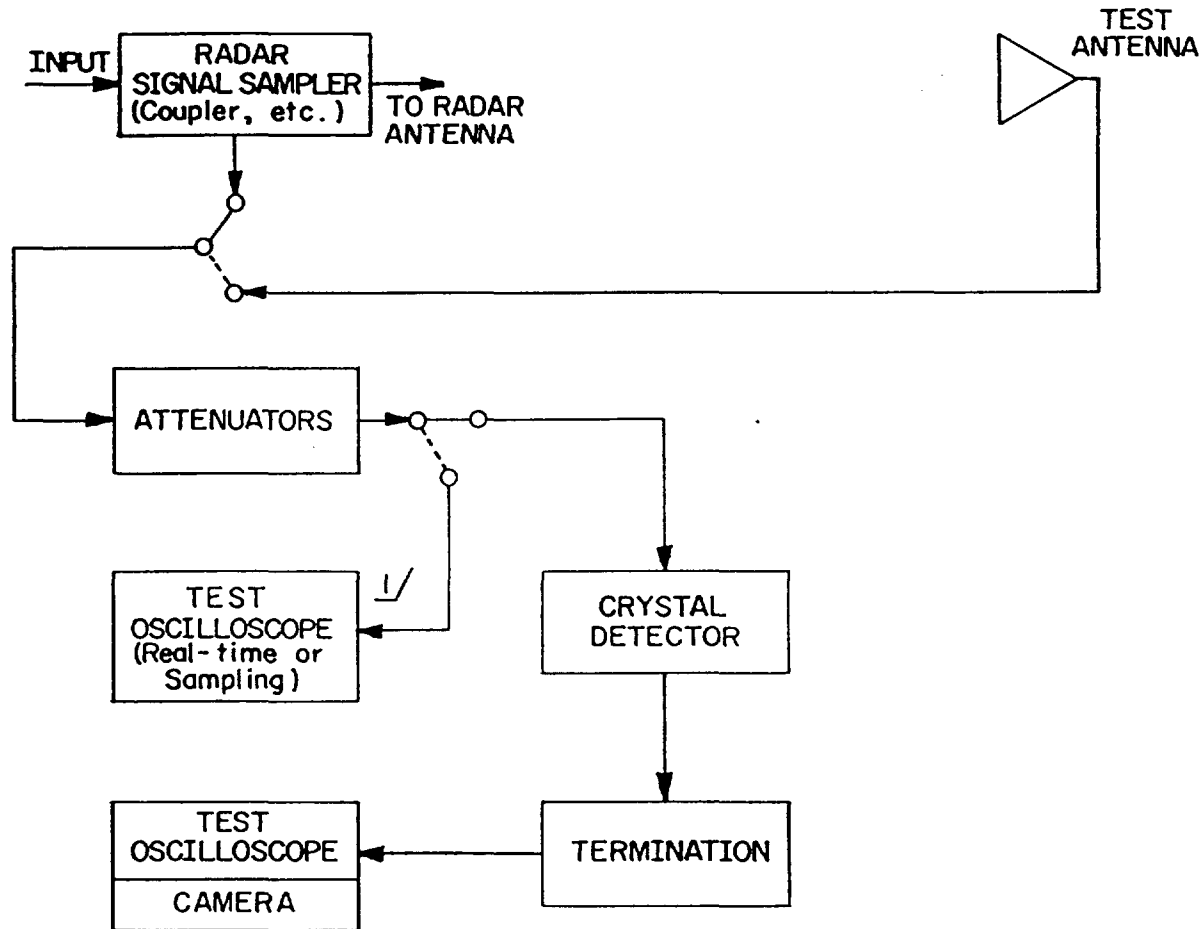 INPUT
RADAR
SIGNAL SAMPLER
(Coupler, etc.)
TO RADAR
ANTENNA
TEST
ANTENNA
ATTENUATORS
TEST
OSCILLOSCOPE
(Real-time or
Sampling)
1/
CRYSTAL
DETECTOR
TEST
OSCILLOSCOPE
CAMERA
TERMINATION